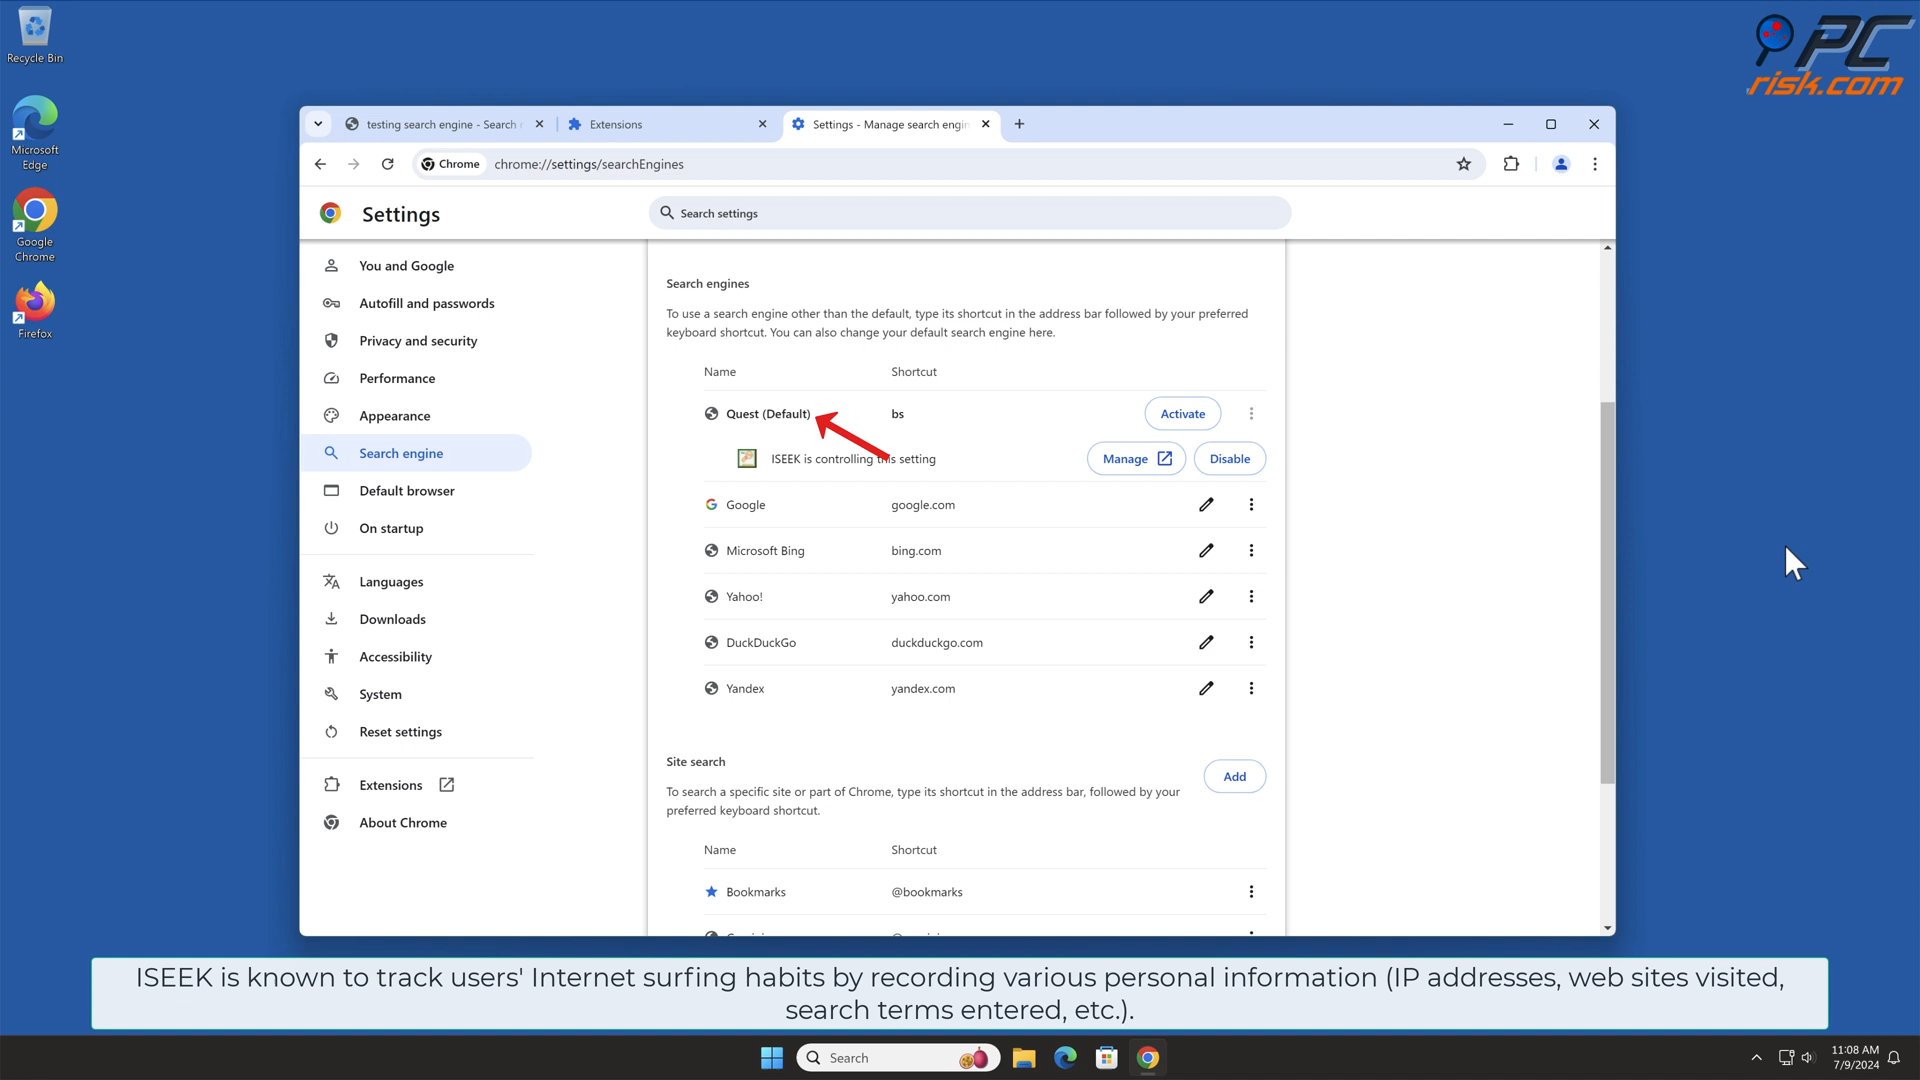 Recycle Bin
Microsoft
Edge
Google
Chrome
Firefox
PC
risk.com
testing search engine - Search r
Extensions
Settings - Manage search engin
Chrome
chrome://settings/searchEngines
Settings
Search settings
You and Google
Autofill and passwords
Privacy and security
Performance
Appearance
Search engine
Default browser
On startup
Languages
Downloads
Accessibility
System
Reset settings
Extensions
About Chrome
Search engines
To use a search engine other than the default, type its shortcut in the address bar followed by your preferred
keyboard shortcut. You can also change your default search engine here.
Name Shortcut
Quest (Default) bs Activate
ISEEK is controlling this setting Manage Disable
Google google.com
Microsoft Bing bing.com
Yahoo! yahoo.com
DuckDuckGo duckduckgo.com
Yandex yandex.com
Site search
Add
To search a specific site or part of Chrome, type its shortcut in the address bar, followed by your
preferred keyboard shortcut.
Name Shortcut
Bookmarks @bookmarks
ISEEK is known to track users' Internet surfing habits by recording various personal information (IP addresses, web sites visited,
search terms entered, etc.).
Search
11:08 AM
7/9/2024